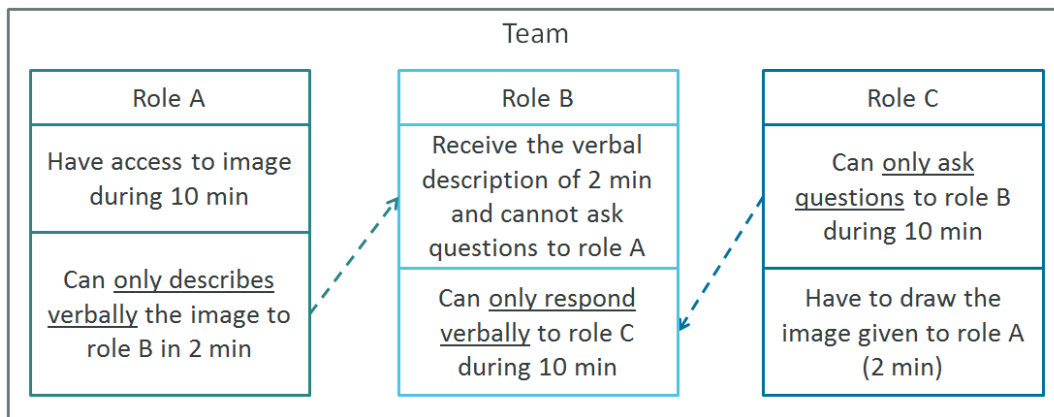 Team
Role A
Have access to image
during 10 min
Can only describes
verbally the image to
role B in 2 min
Role B
Receive the verbal
description of 2 min
and cannot ask
questions to role A
Can only respond
verbally to role C
during 10 min
Role C
Can only ask
questions to role B
during 10 min
Have to draw the
image given to role A
(2 min)